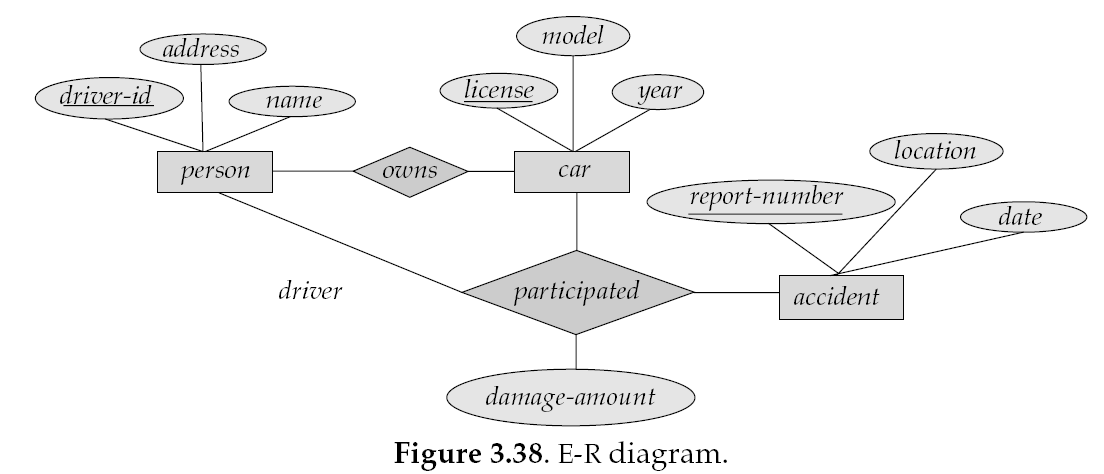 model
address
driver-id
name
license
year
location
person
owns
car
report-number
date
driver
participated
accident
damage-amount
Figure 3.38. E-R diagram.